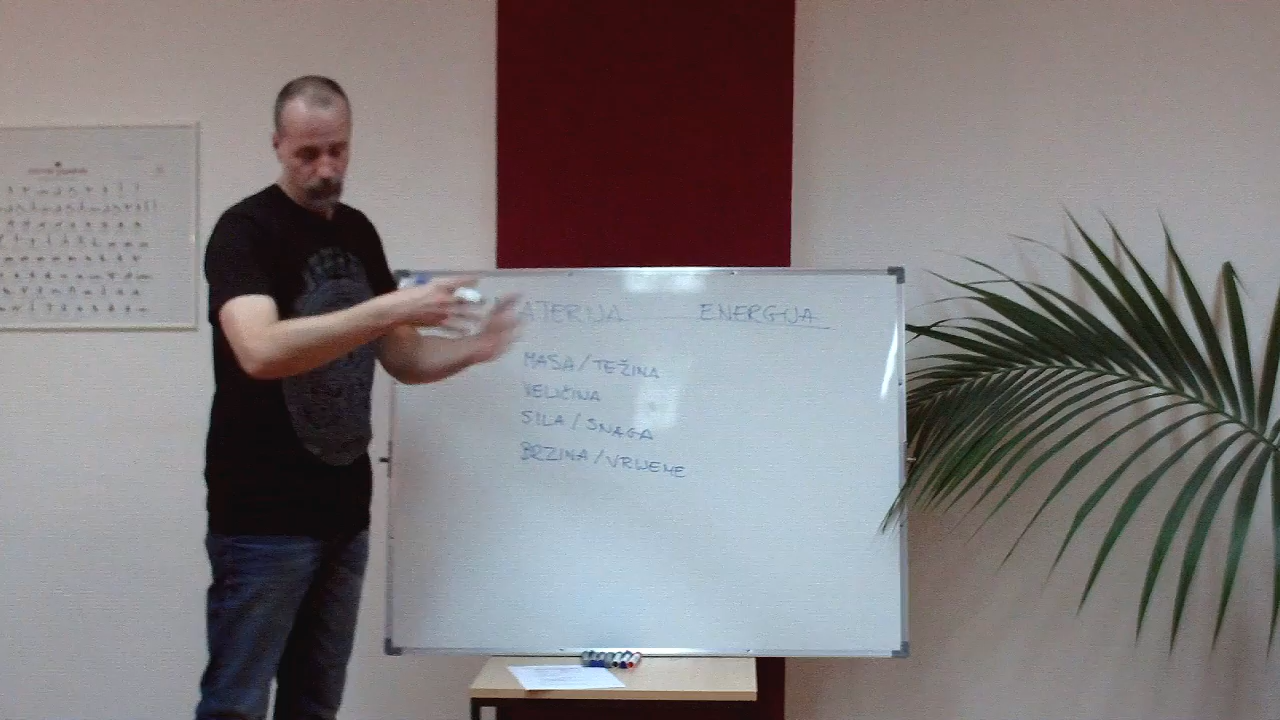 ATERIJA ENERGIJA
MASA/TEŽINA
VELIČINA
SILA/SNAGA
BRZINA/VRIJEME